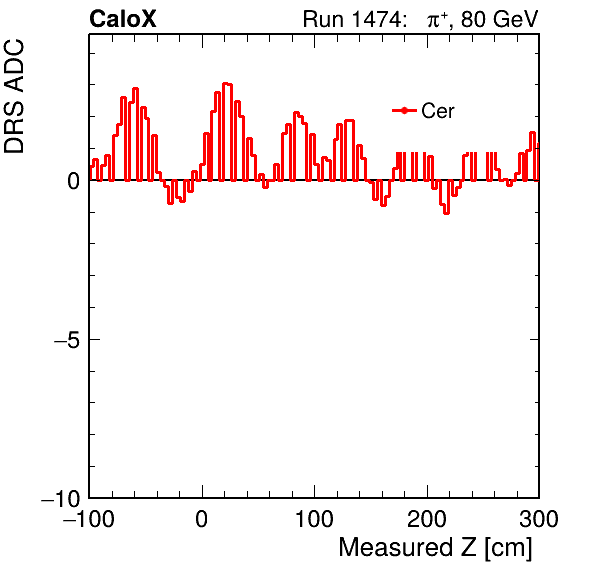 CaloX Run 1474: π⁺, 80 GeV
DRS ADC
Cer
0
−5
−10
−100 0 100 200 300
Measured Z [cm]